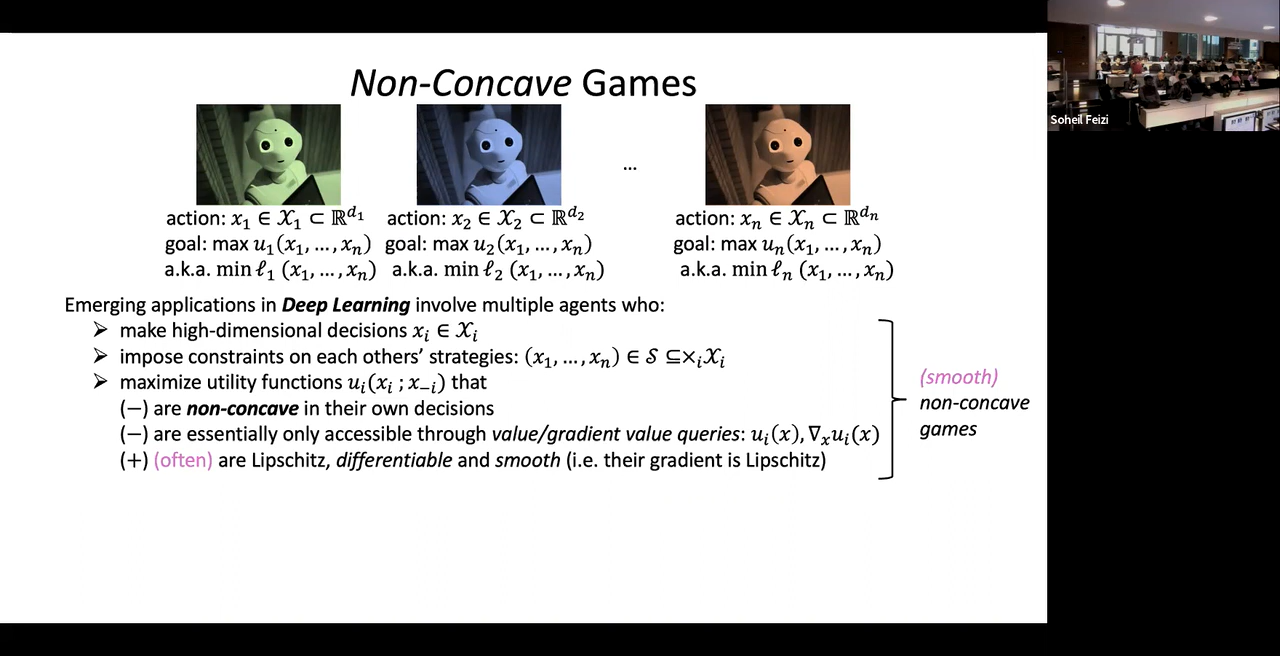 Non-Concave Games
Soheil Feizi
...
action: x₁ ∈ 𝒳₁ ⊂ ℝ^{d₁} action: x₂ ∈ 𝒳₂ ⊂ ℝ^{d₂} action: xₙ ∈ 𝒳ₙ ⊂ ℝ^{dₙ}
goal: max u₁(x₁, …, xₙ) goal: max u₂(x₁, …, xₙ) goal: max uₙ(x₁, …, xₙ)
a.k.a. min ℓ₁ (x₁, …, xₙ) a.k.a. min ℓ₂ (x₁, …, xₙ) a.k.a. min ℓₙ (x₁, …, xₙ)
Emerging applications in Deep Learning involve multiple agents who:
➢ make high-dimensional decisions xᵢ ∈ 𝒳ᵢ
➢ impose constraints on each others' strategies: (x₁, …, xₙ) ∈ 𝒮 ⊆×ᵢ𝒳ᵢ
➢ maximize utility functions uᵢ(xᵢ ; x₋ᵢ) that
(−) are non-concave in their own decisions
(−) are essentially only accessible through value/gradient value queries: uᵢ(x), ∇ₓuᵢ(x)
(+) (often) are Lipschitz, differentiable and smooth (i.e. their gradient is Lipschitz)
(smooth)
non-concave
games